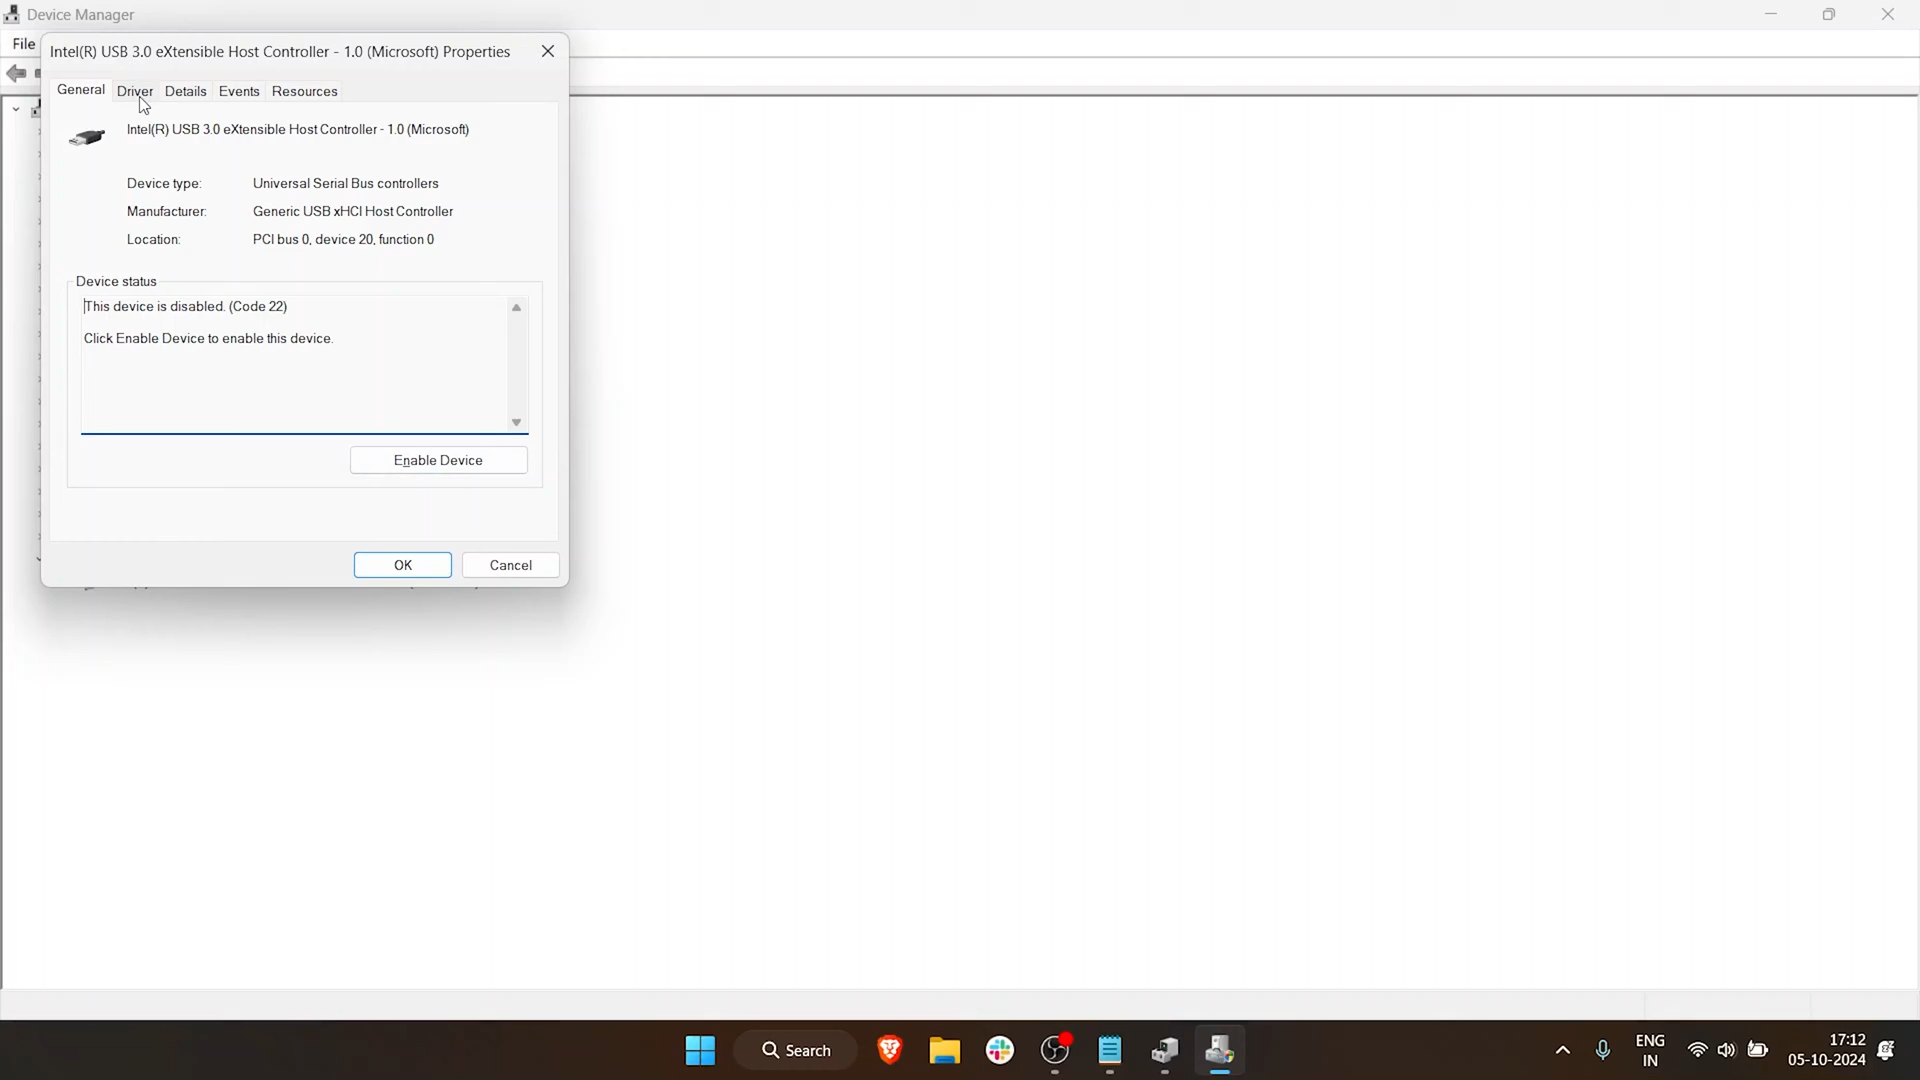 Device Manager
File
Intel(R) USB 3.0 eXtensible Host Controller - 1.0 (Microsoft) Properties
General Driver Details Events Resources
Intel(R) USB 3.0 eXtensible Host Controller - 1.0 (Microsoft)
Device type: Universal Serial Bus controllers
Manufacturer: Generic USB xHCI Host Controller
Location: PCI bus 0, device 20, function 0
Device status
This device is disabled. (Code 22)
Click Enable Device to enable this device.
Enable Device
OK Cancel
Search
ENG
IN
17:12
05-10-2024